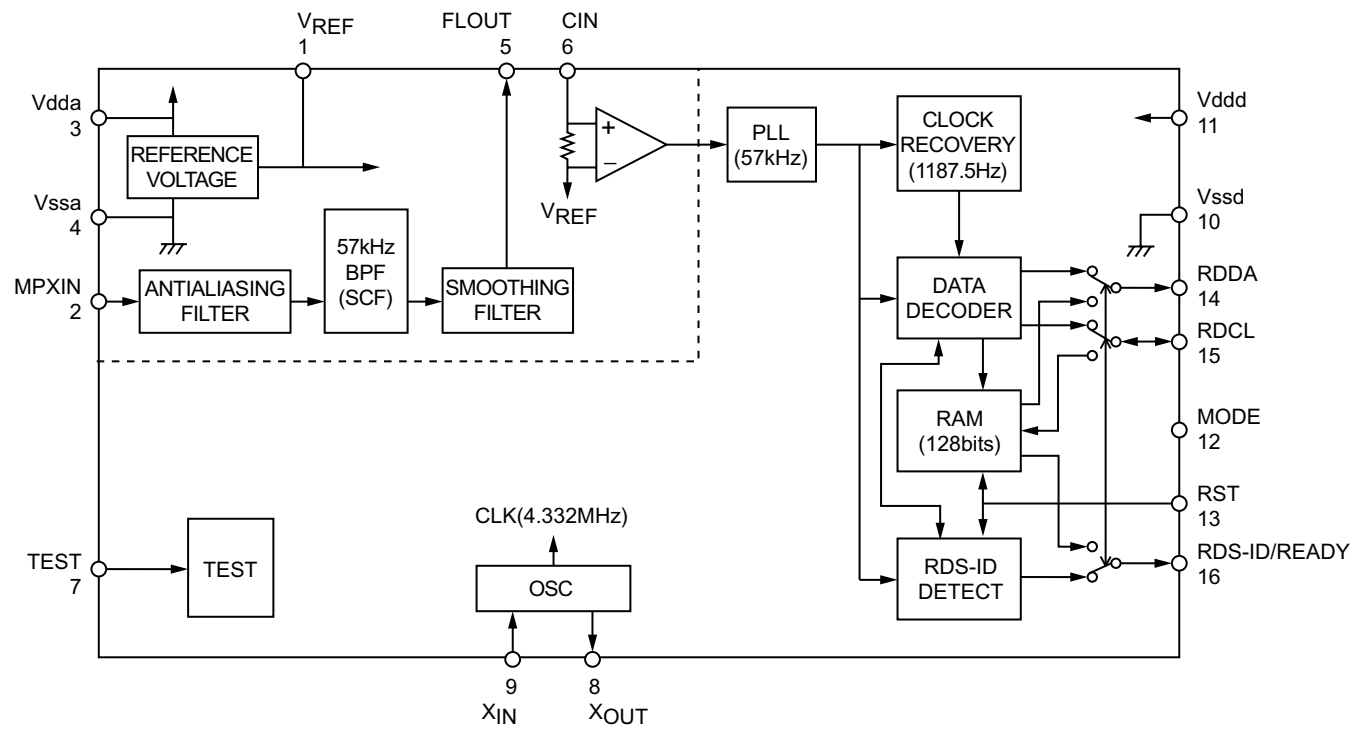 VREF
1
FLOUT
5
CIN
6
Vdda
3
REFERENCE
VOLTAGE
Vssa
4
MPXIN
2
ANTIALIASING
FILTER
57kHz
BPF
(SCF)
SMOOTHING
FILTER
+
−
VREF
PLL
(57kHz)
CLOCK
RECOVERY
(1187.5Hz)
DATA
DECODER
RAM
(128bits)
RDS-ID
DETECT
Vddd
11
Vssd
10
RDDA
14
RDCL
15
MODE
12
RST
13
RDS-ID/READY
16
TEST
7
TEST
CLK(4.332MHz)
OSC
9
XIN
8
XOUT